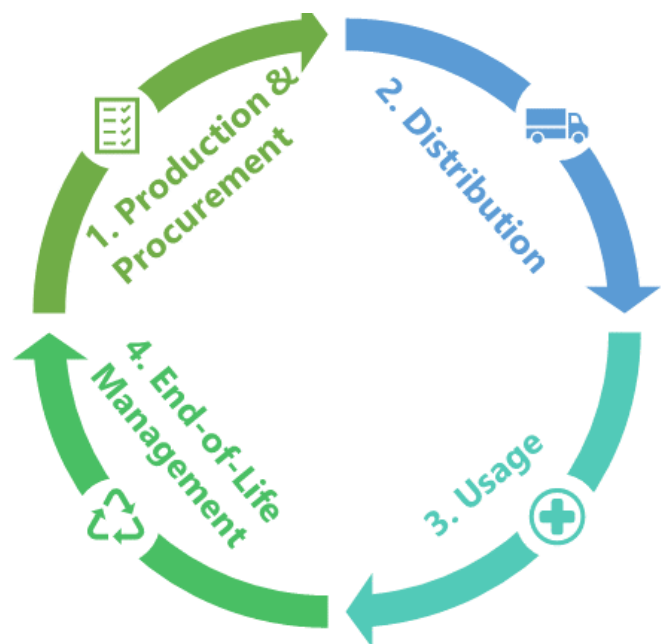 1. Production &
Procurement
2. Distribution
3. Usage
4. End-of-Life
Management